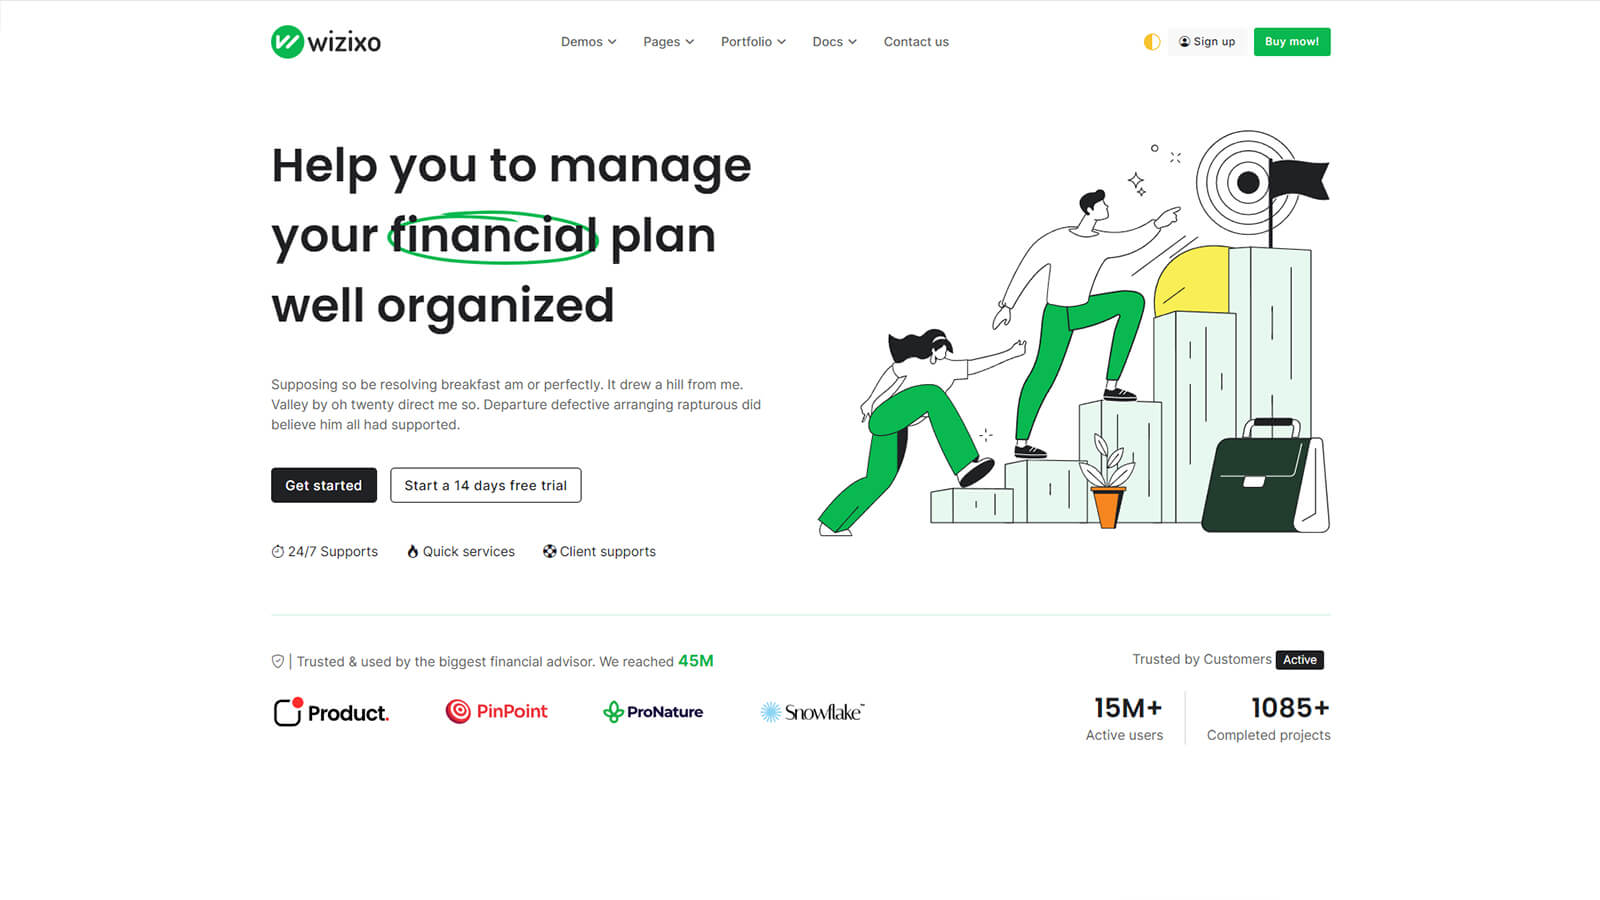 wizixo
Demos Pages Portfolio Docs Contact us
Sign up
Buy mow!
Help you to manage
your financial plan
well organized
Supposing so be resolving breakfast am or perfectly. It drew a hill from me.
Valley by oh twenty direct me so. Departure defective arranging rapturous did
believe him all had supported.
Get started
Start a 14 days free trial
24/7 Supports
Quick services
Client supports
| Trusted & used by the biggest financial advisor. We reached 45M
Product.
PinPoint
ProNature
Snowflake™
Trusted by Customers Active
15M+
Active users
1085+
Completed projects